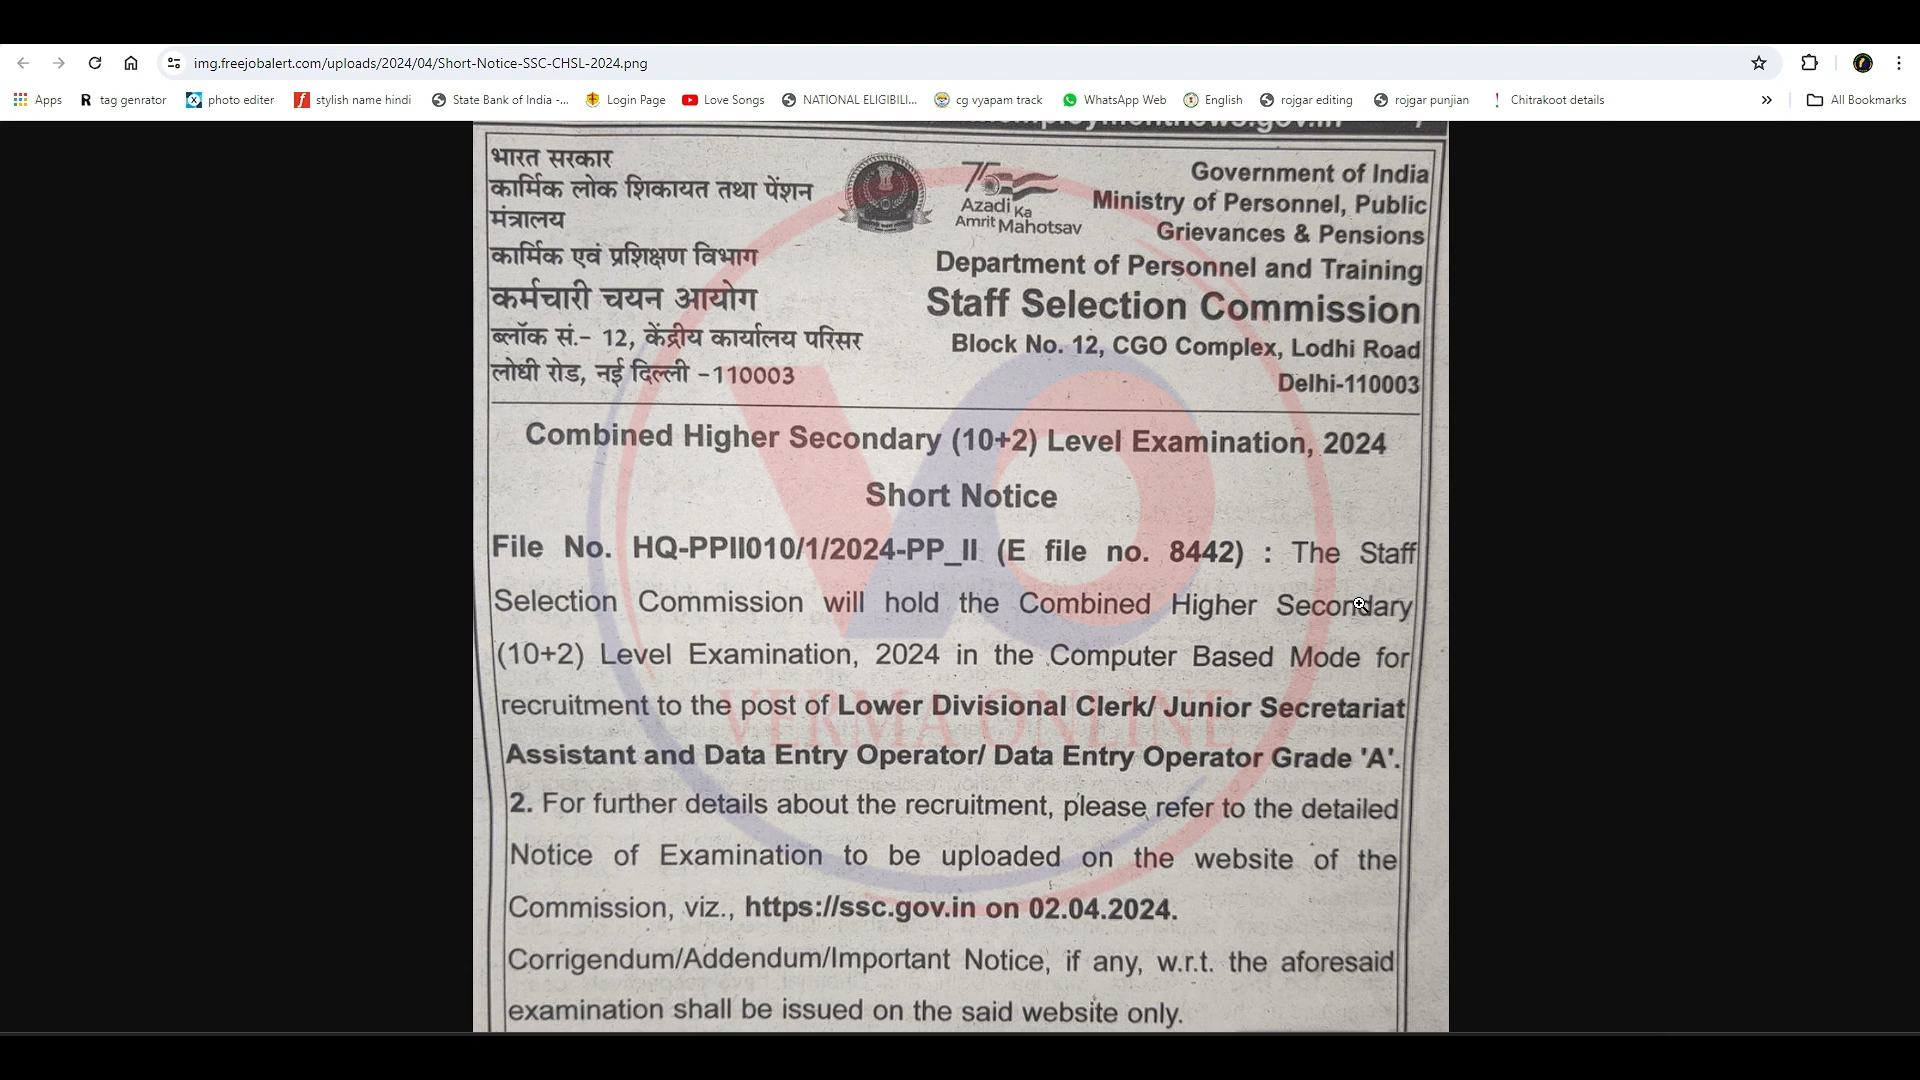 img.freejobalert.com/uploads/2024/04/Short-Notice-SSC-CHSL-2024.png
Apps
tag genrator
photo editer
stylish name hindi
State Bank of India -...
Login Page
Love Songs
NATIONAL ELIGIBILI...
cg vyapam track
WhatsApp Web
English
rojgar editing
rojgar punjian
Chitrakoot details
All Bookmarks
भारत सरकार
कार्मिक लोक शिकायत तथा पेंशन
मंत्रालय
कार्मिक एवं प्रशिक्षण विभाग
कर्मचारी चयन आयोग
ब्लॉक सं.- 12, केंद्रीय कार्यालय परिसर
लोधी रोड, नई दिल्ली -110003
75
Azadi Ka
Amrit Mahotsav
Government of India
Ministry of Personnel, Public
Grievances & Pensions
Department of Personnel and Training
Staff Selection Commission
Block No. 12, CGO Complex, Lodhi Road
Delhi-110003
Combined Higher Secondary (10+2) Level Examination, 2024
Short Notice
File No. HQ-PPII010/1/2024-PP_II (E file no. 8442) : The Staff
Selection Commission will hold the Combined Higher Secondary
(10+2) Level Examination, 2024 in the Computer Based Mode for
recruitment to the post of Lower Divisional Clerk/ Junior Secretariat
Assistant and Data Entry Operator/ Data Entry Operator Grade 'A'.
2. For further details about the recruitment, please refer to the detailed
Notice of Examination to be uploaded on the website of the
Commission, viz., https://ssc.gov.in on 02.04.2024.
Corrigendum/Addendum/Important Notice, if any, w.r.t. the aforesaid
examination shall be issued on the said website only.
VO
VERMA ONLINE